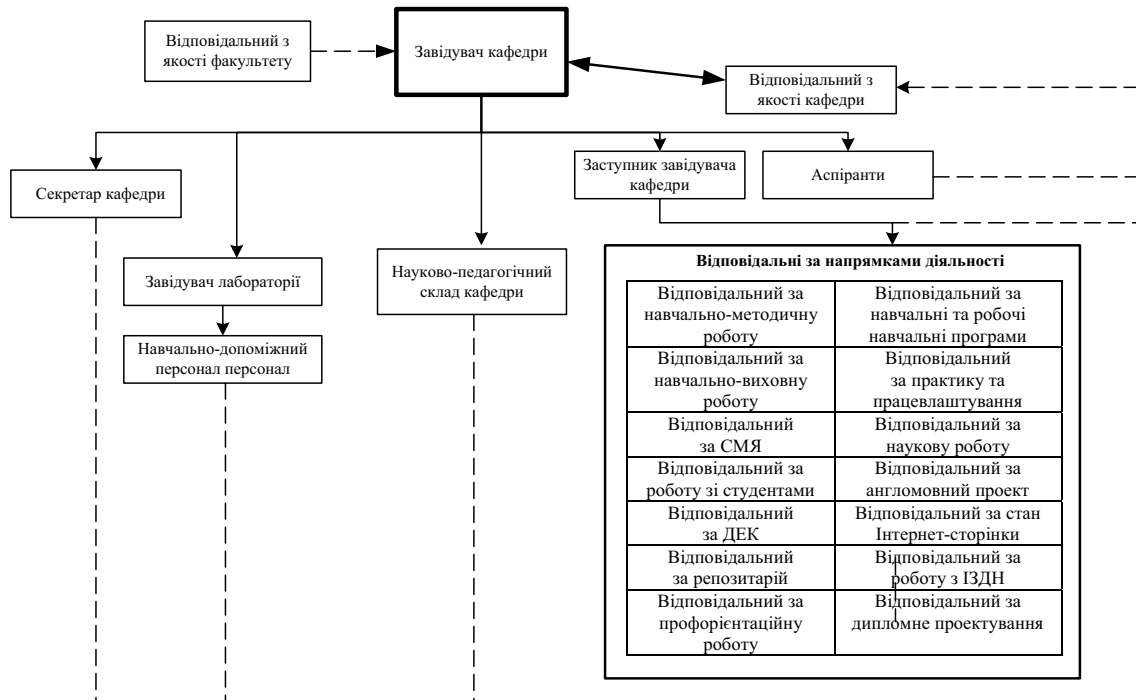 Відповідальний з
якості факультету
Завідувач кафедри
Відповідальний з
якості кафедри
Секретар кафедри
Завідувач лабораторії
Навчально-допоміжний
персонал персонал
Науково-педагогічний
склад кафедри
Заступник завідувача
кафедри
Аспіранти
Відповідальні за напрямками діяльності
Відповідальний за
навчально-методичну
роботу
Відповідальний за
навчальні та робочі
навчальні програми
Відповідальний за
навчально-виховну
роботу
Відповідальний
за практику та
працевлаштування
Відповідальний
за СМЯ
Відповідальний за
наукову роботу
Відповідальний за
роботу зі студентами
Відповідальний за
англомовний проект
Відповідальний
за ДЕК
Відповідальний за стан
Інтернет-сторінки
Відповідальний
за репозитарій
Відповідальний за
роботу з ІЗДН
Відповідальний за
профорієнтаційну
роботу
Відповідальний за
дипломне проектування